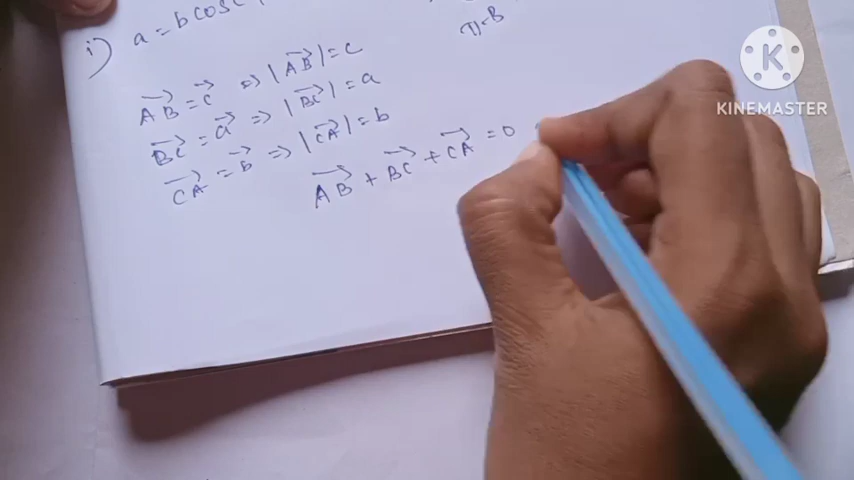 i) a = b cos C
π-B
→AB = →c ⇒ |→AB| = c
→BC = →a ⇒ |→BC| = a
→CA = →b ⇒ |→CA| = b
→AB + →BC + →CA = 0
K
KINEMASTER